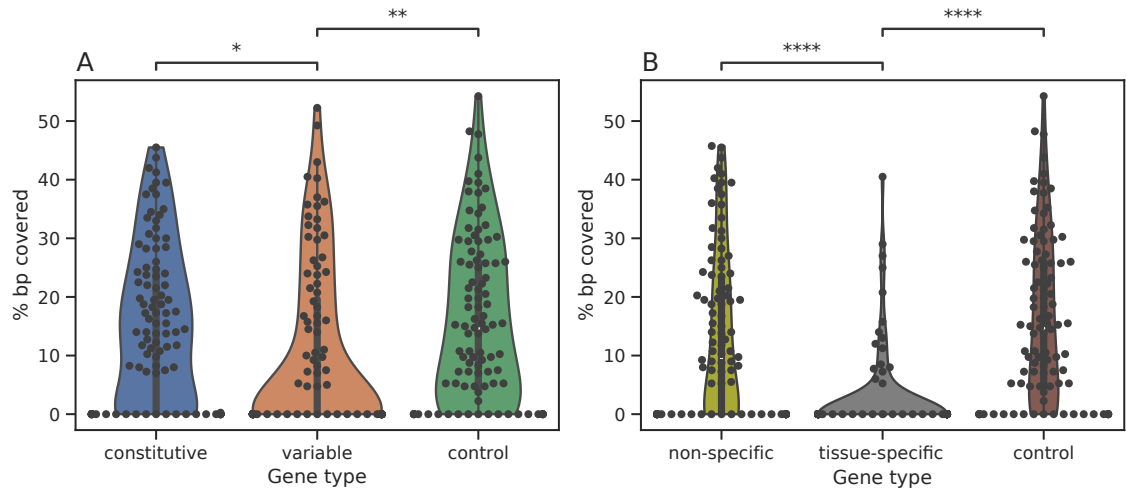 * ** **** ****
A
% bp covered
50
40
30
20
10
0
constitutive variable control
Gene type
B
% bp covered
50
40
30
20
10
0
non-specific tissue-specific control
Gene type